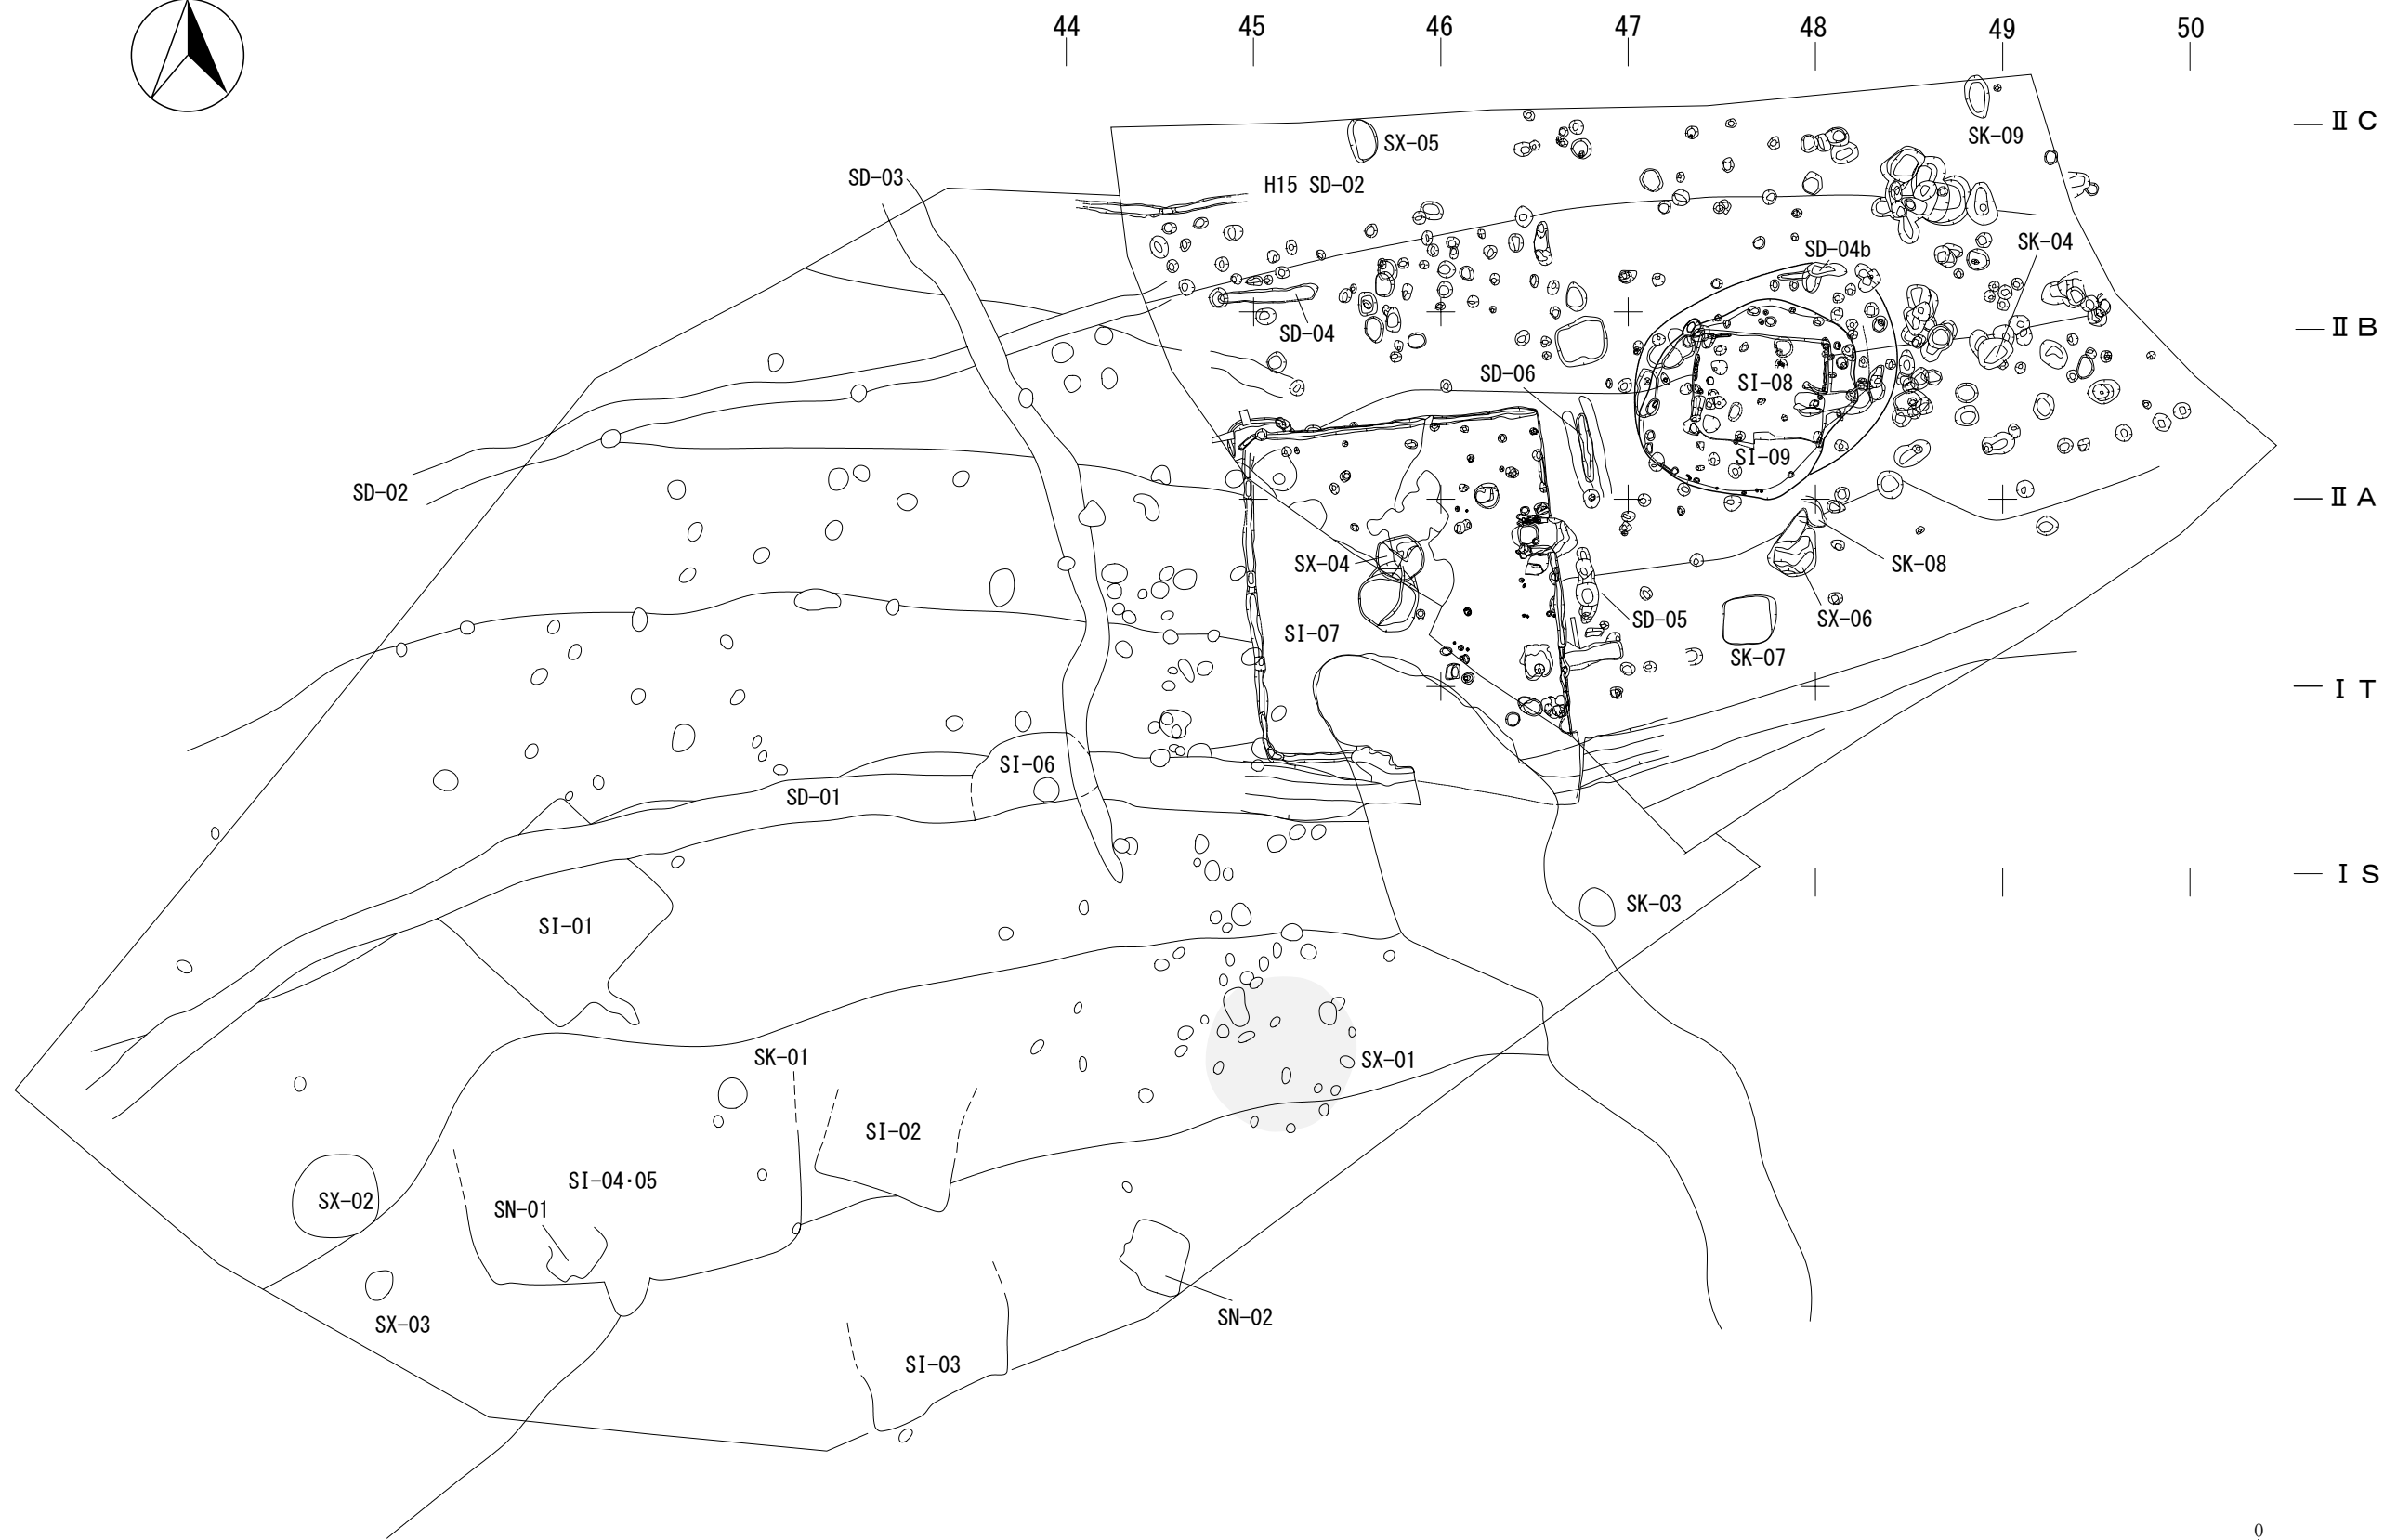 44 45 46 47 48 49 50
ⅡC
SX-05
SK-09
SD-03
H15 SD-02
SK-04
SD-04b
SD-04
ⅡB
SD-06
SI-08
SI-09
SD-02
ⅡA
SX-04
SK-08
SI-07
SD-05
SX-06
SK-07
ⅠT
SI-06
SD-01
ⅠS
SK-03
SI-01
SK-01
SX-01
SI-02
SI-04・05
SX-02
SN-01
SN-02
SX-03
SI-03
0